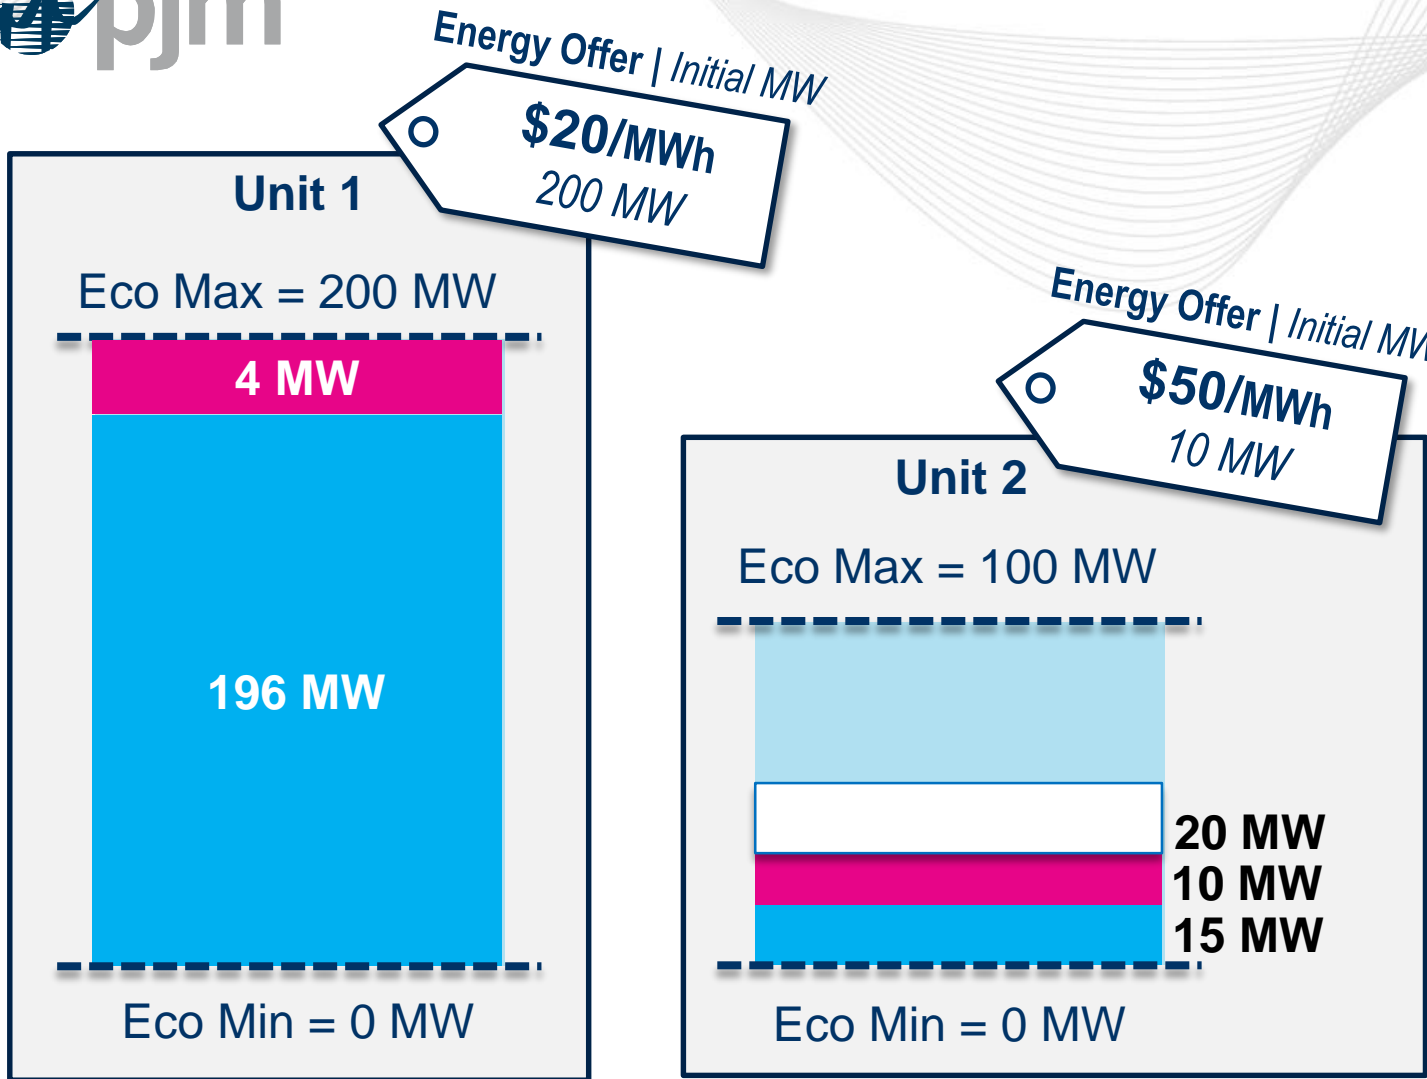 pjm
Energy Offer | Initial MW
$20/MWh
200 MW
Unit 1
Eco Max = 200 MW
4 MW
196 MW
Eco Min = 0 MW
Energy Offer | Initial MW
$50/MWh
10 MW
Unit 2
Eco Max = 100 MW
20 MW
10 MW
15 MW
Eco Min = 0 MW